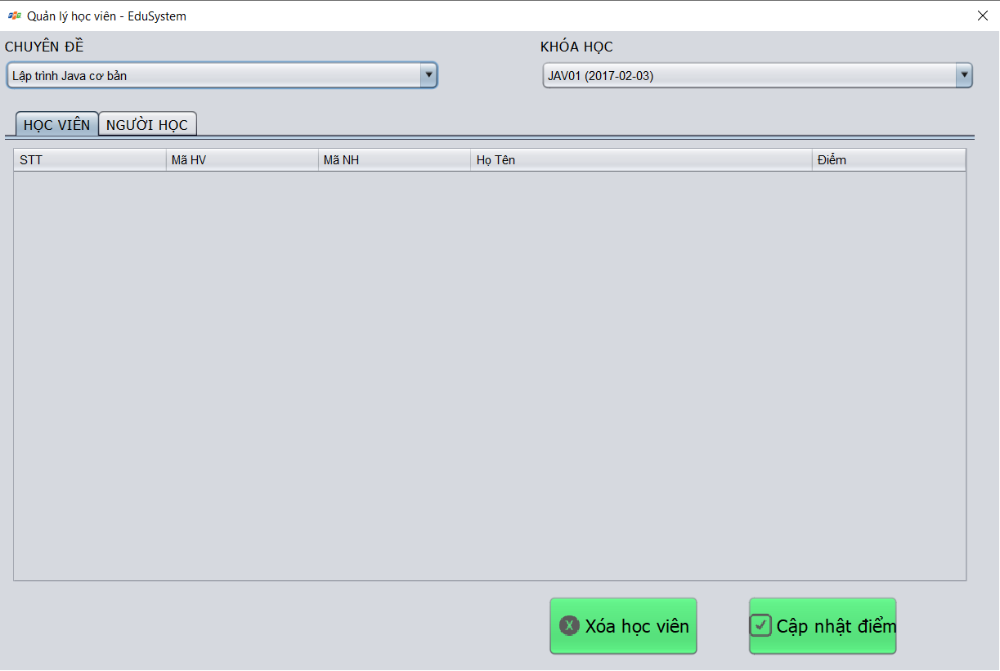 Quản lý học viên - EduSystem
CHUYÊN ĐỀ
KHÓA HỌC
Lập trình Java cơ bản
JAV01 (2017-02-03)
HỌC VIÊN
NGƯỜI HỌC
STT
Mã HV
Mã NH
Họ Tên
Điểm
Xóa học viên
Cập nhật điểm